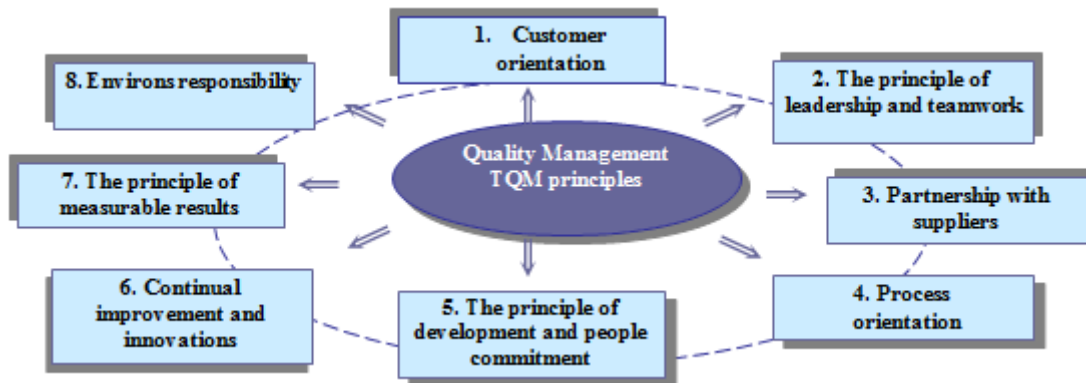 1. Customer
orientation
8. Environs responsibility
2. The principle of
leadership and teamwork
Quality Management
TQM principles
7. The principle of
measurable results
3. Partnership with
suppliers
6. Continual
improvement and
innovations
5. The principle of
development and people
commitment
4. Process
orientation